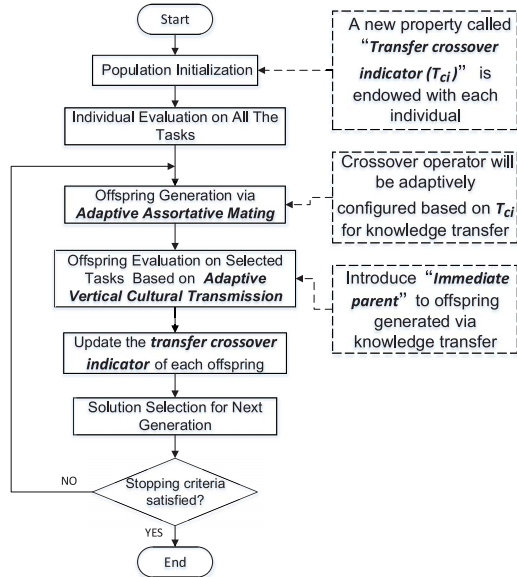 Start
Population Initialization
A new property called
“Transfer crossover
indicator (Tci)” is
endowed with each
individual
Individual Evaluation on All The
Tasks
Offspring Generation via
Adaptive Assortative Mating
Crossover operator will
be adaptively
configured based on Tci
for knowledge transfer
Offspring Evaluation on Selected
Tasks Based on Adaptive
Vertical Cultural Transmission
Introduce “Immediate
parent” to offspring
generated via
knowledge transfer
Update the transfer crossover
indicator of each offspring
Solution Selection for Next
Generation
Stopping criteria
satisfied?
NO
YES
End